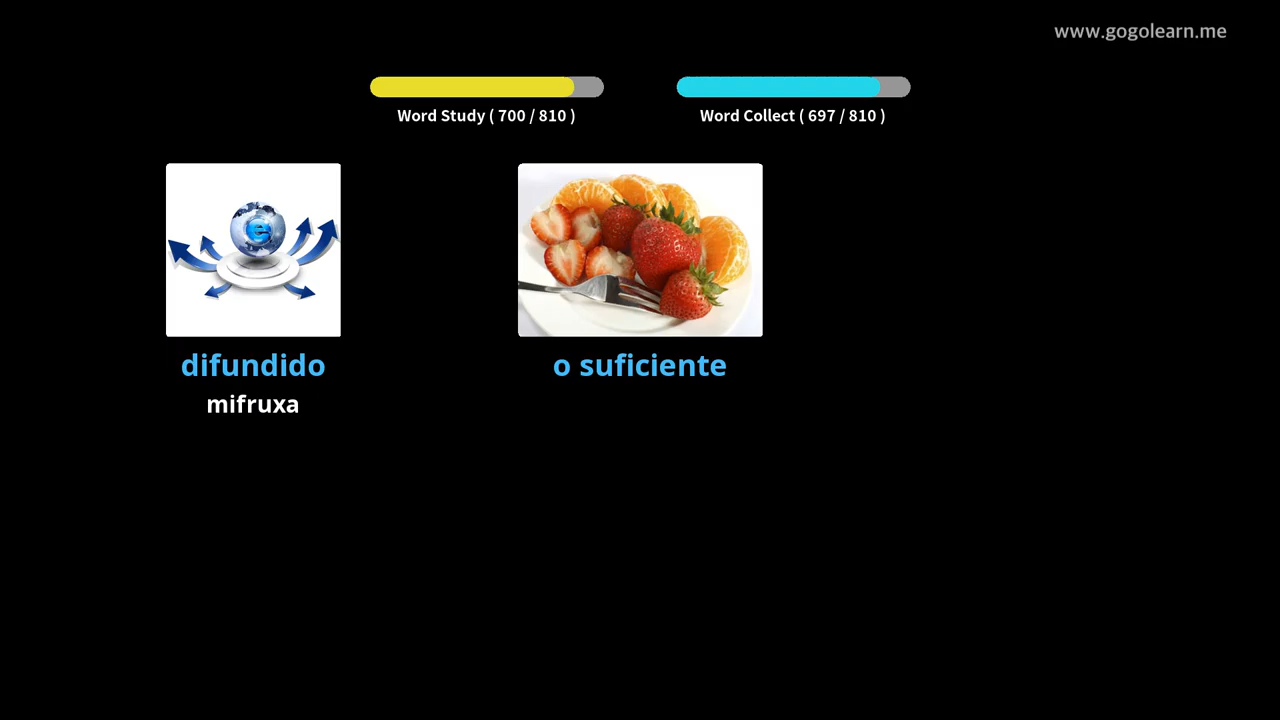 www.gogolearn.me
Word Study ( 700 / 810 )
Word Collect ( 697 / 810 )
e
difundido
o suficiente
mifruxa